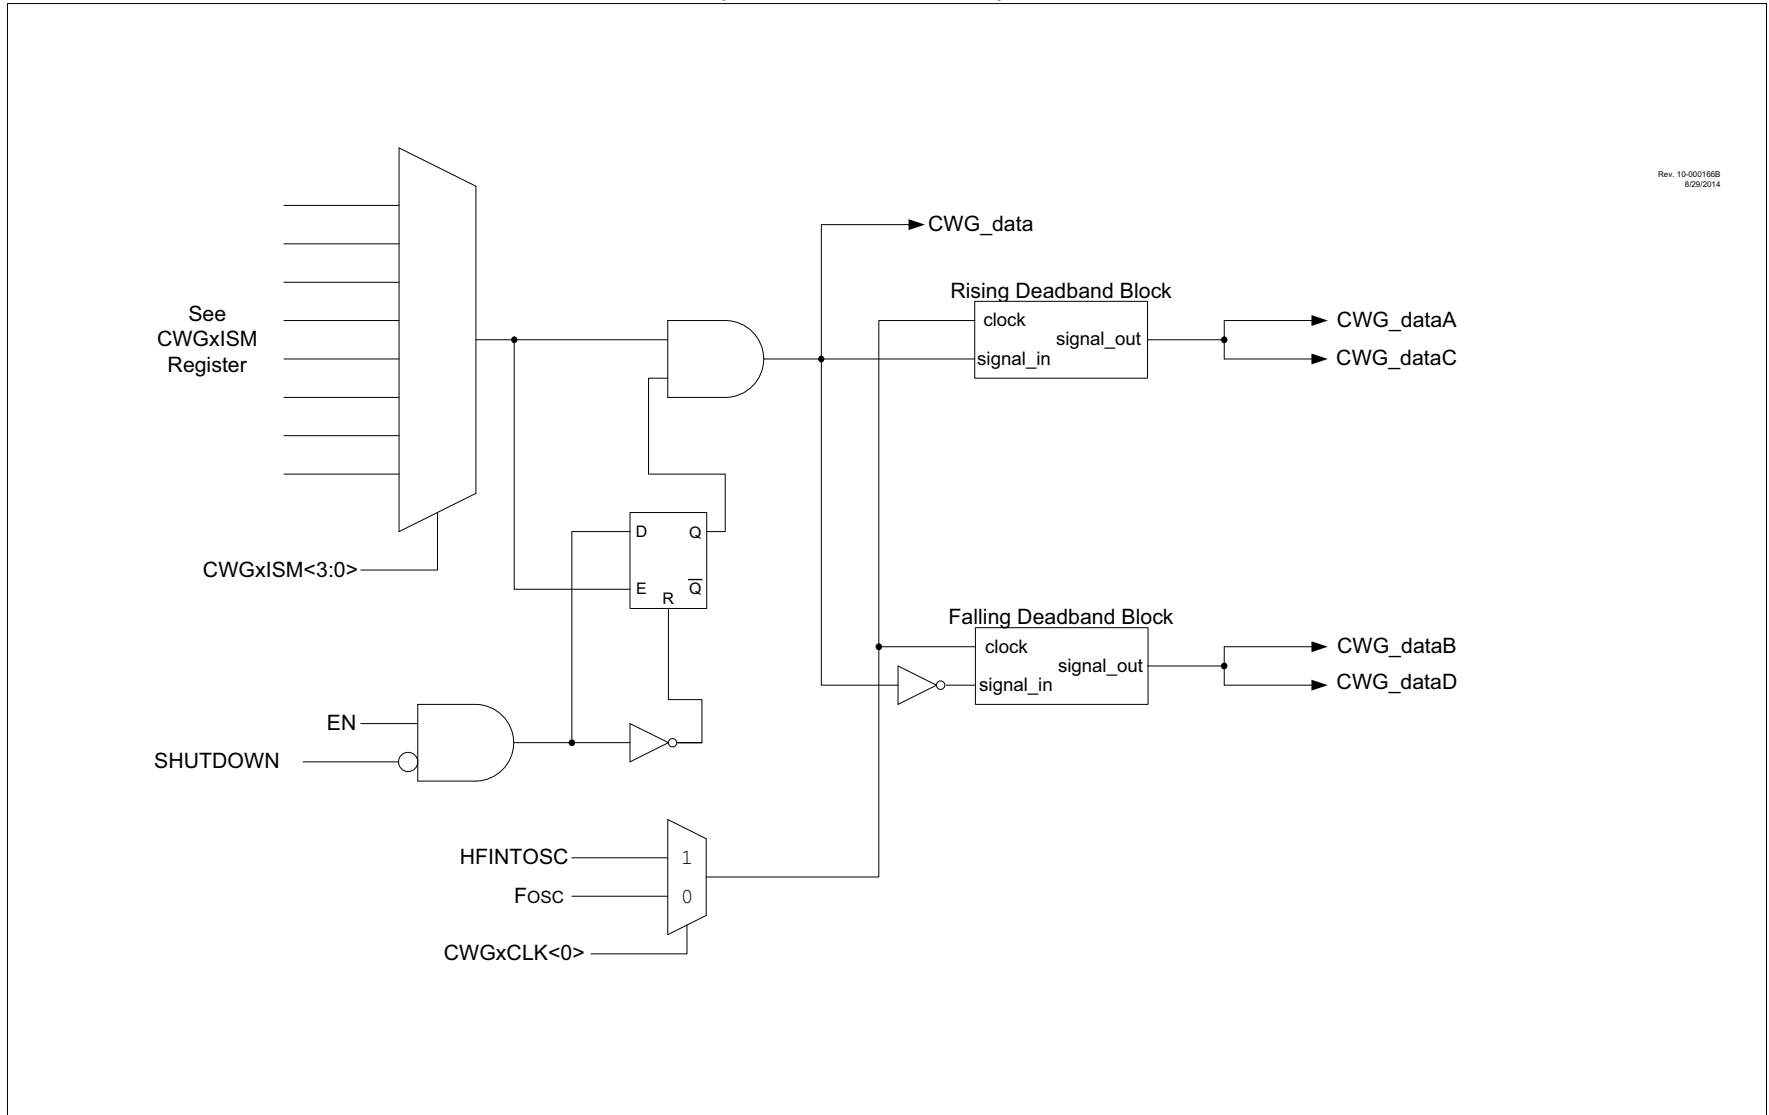 Rev. 10-000166B
8/29/2014
CWG_data
Rising Deadband Block
clock
signal_in
signal_out
CWG_dataA
CWG_dataC
See
CWGxISM
Register
CWGxISM<3:0>
D
Q
E
R
Q̅
Falling Deadband Block
clock
signal_in
signal_out
CWG_dataB
CWG_dataD
EN
SHUTDOWN
HFINTOSC
1
FOSC
0
CWGxCLK<0>